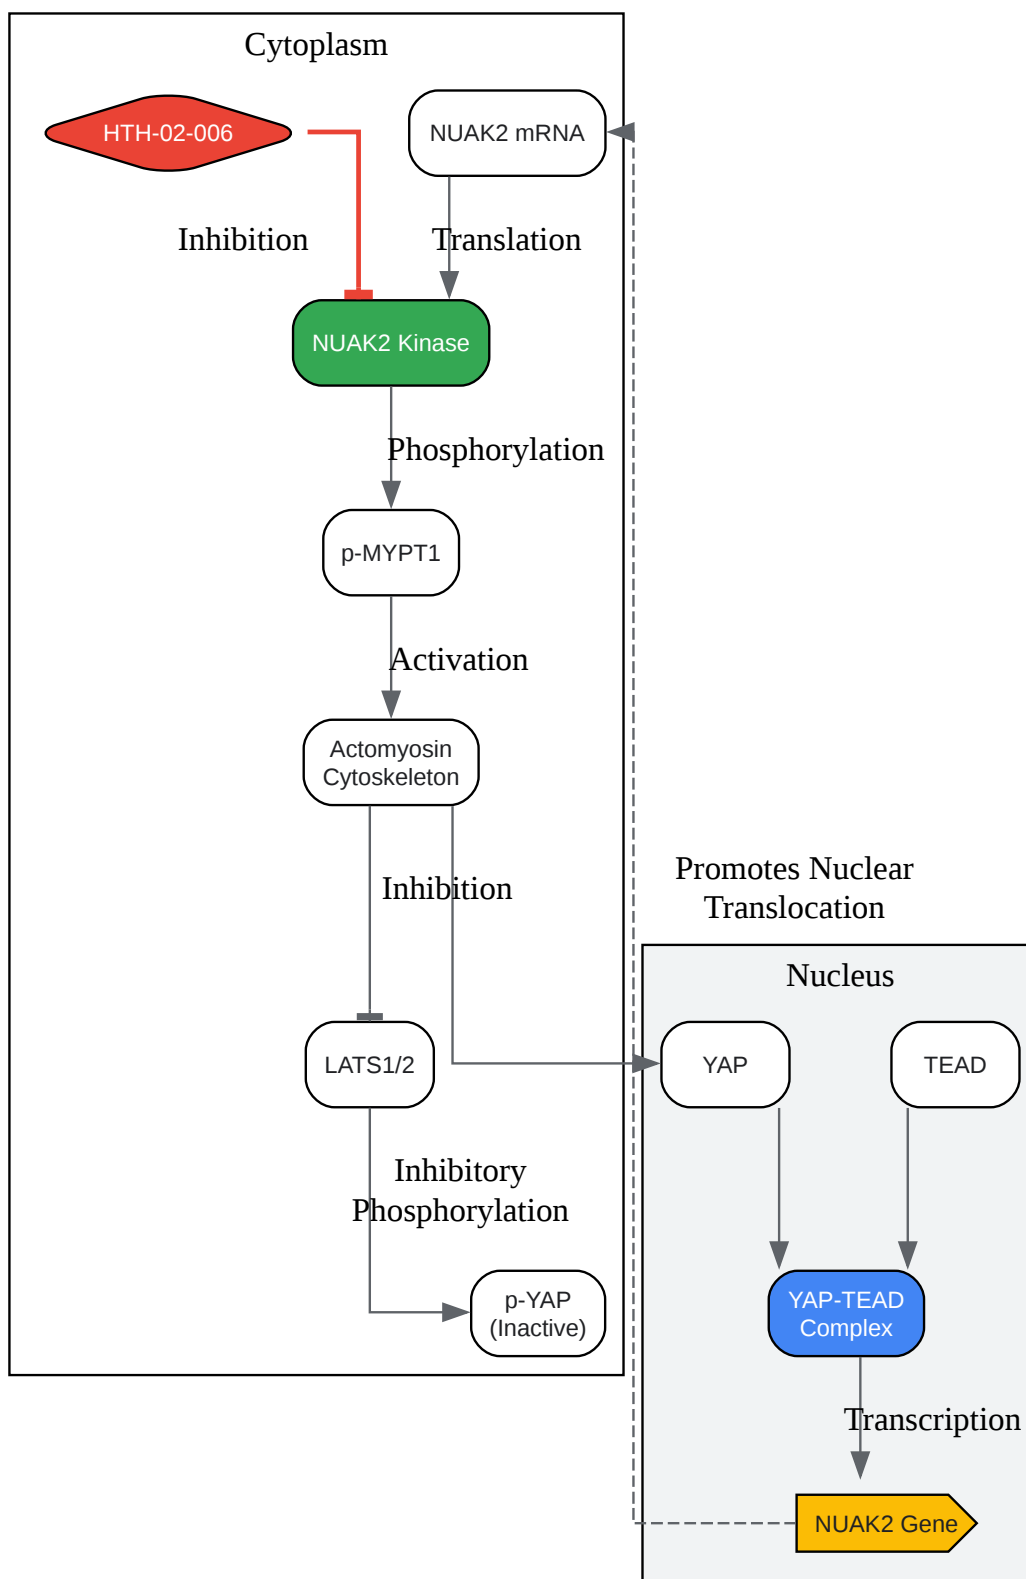 Cytoplasm
HTH-02-006
NUAK2 mRNA
Inhibition
Translation
NUAK2 Kinase
Phosphorylation
p-MYPT1
Activation
Actomyosin
Cytoskeleton
Inhibition
Promotes Nuclear
Translocation
Nucleus
LATS1/2
YAP
TEAD
Inhibitory
Phosphorylation
p-YAP
(Inactive)
YAP-TEAD
Complex
Transcription
NUAK2 Gene